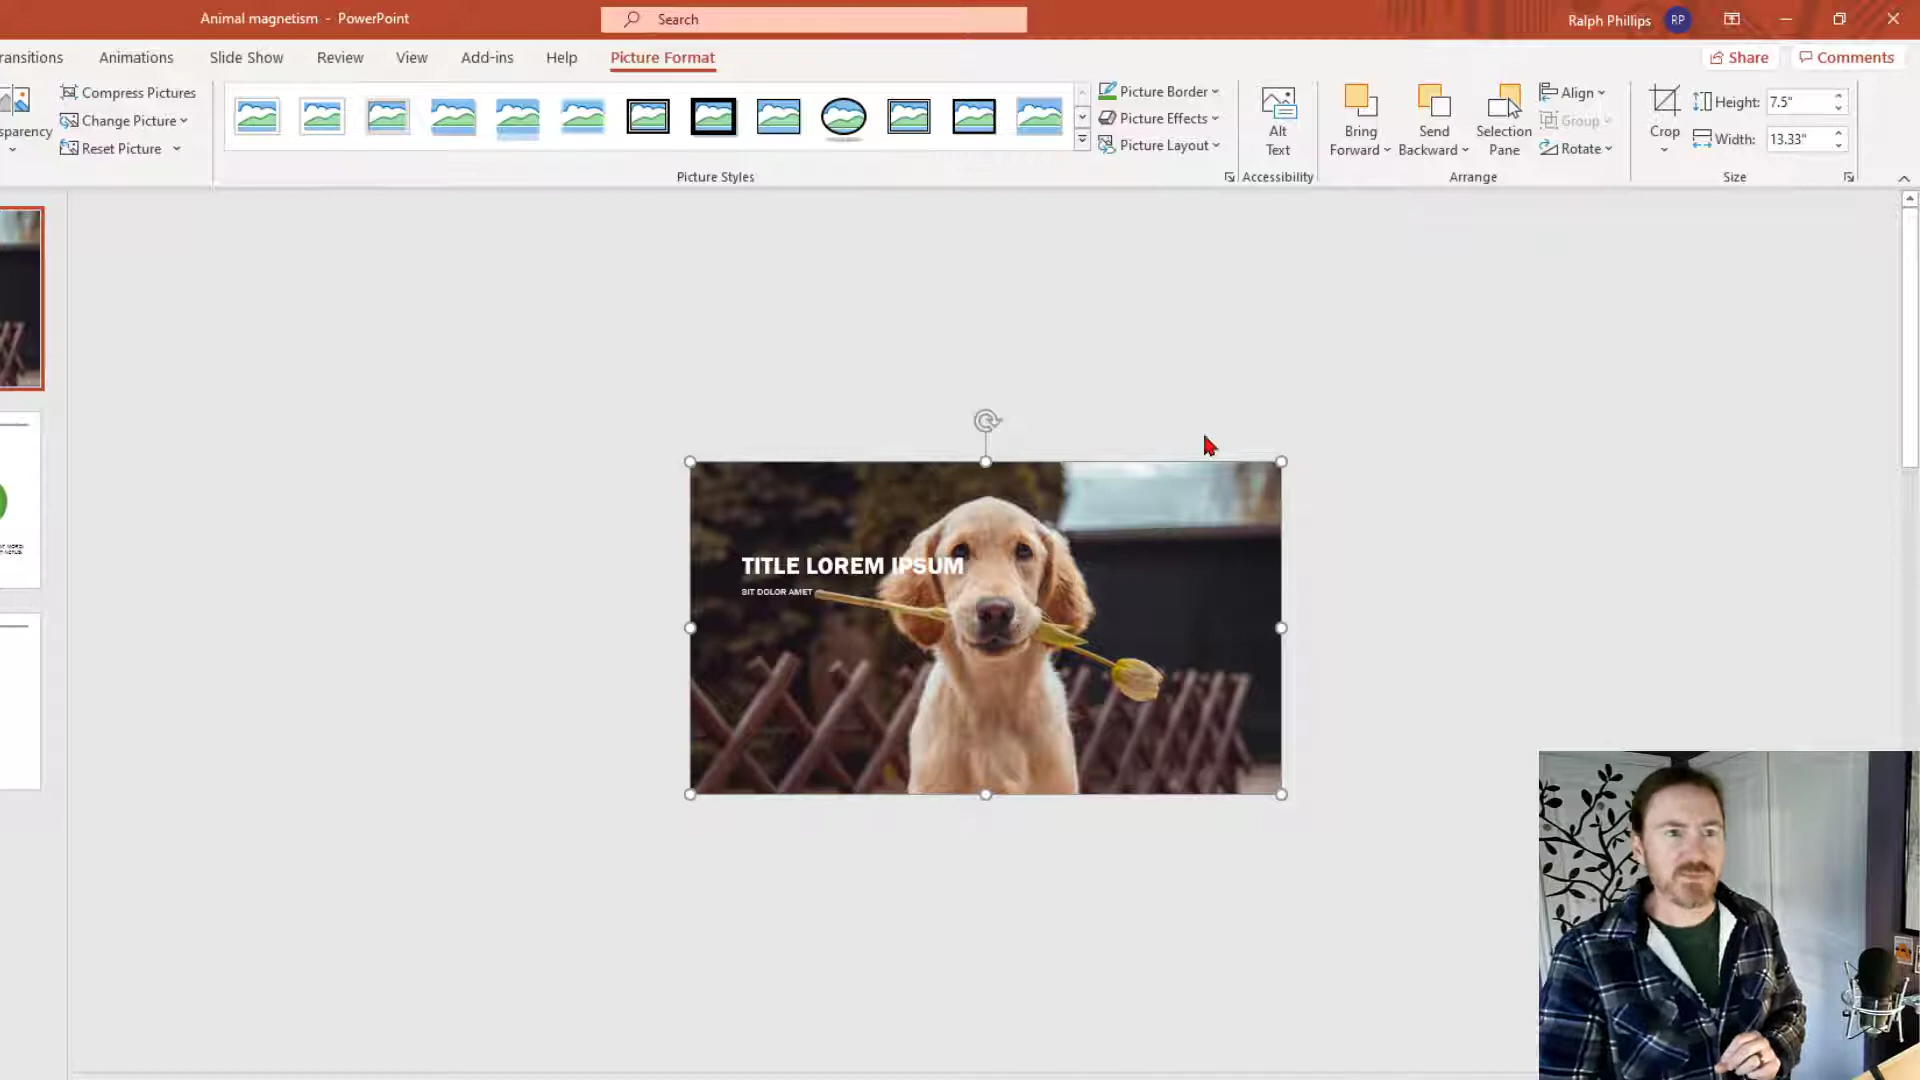 Animal magnetism - PowerPoint
Search
Ralph Phillips
RP
ransitions
Animations
Slide Show
Review
View
Add-ins
Help
Picture Format
Share
Comments
sparency
Compress Pictures
Change Picture
Reset Picture
Picture Styles
Picture Border
Picture Effects
Picture Layout
Alt
Text
Accessibility
Bring
Forward
Send
Backward
Selection
Pane
Align
Group
Rotate
Arrange
Crop
Height: 7.5"
Width: 13.33"
Size
TITLE LOREM IPSUM
SIT DOLOR AMET